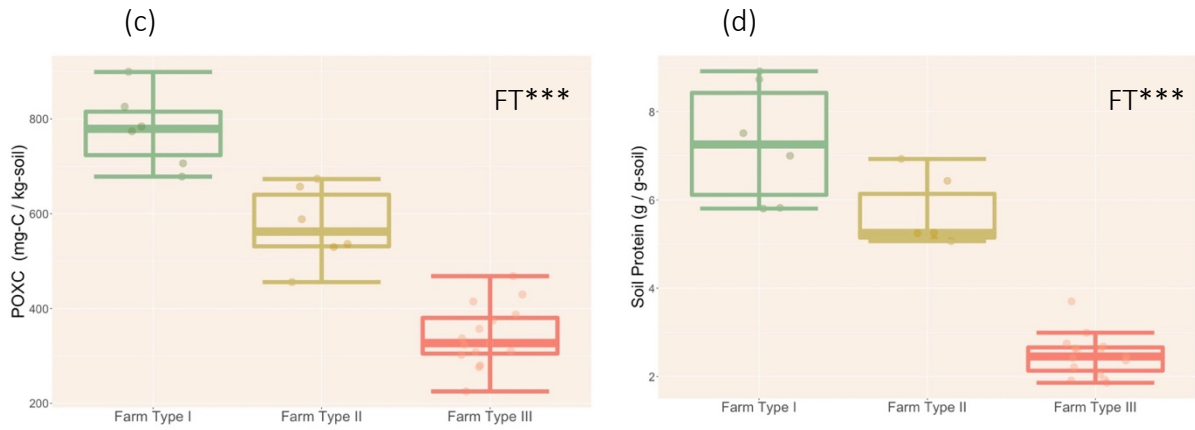 (c)
FT***
POXC (mg-C / kg-soil)
800
600
400
200
Farm Type I
Farm Type II
Farm Type III
(d)
FT***
Soil Protein (g / g-soil)
8
6
4
2
Farm Type I
Farm Type II
Farm Type III